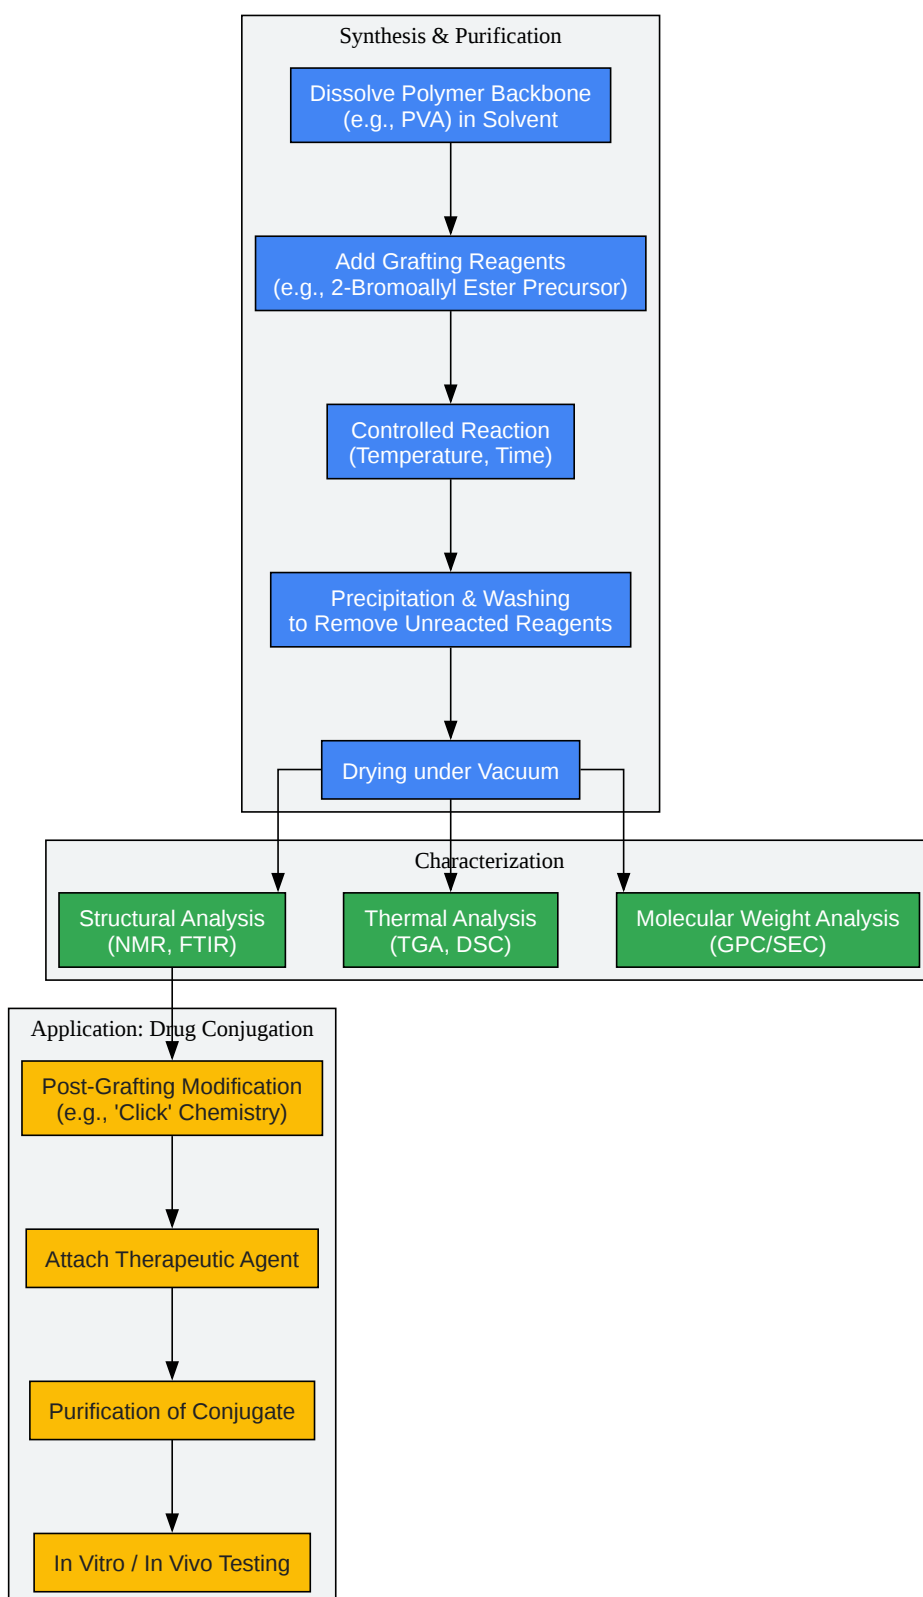 Synthesis & Purification
Dissolve Polymer Backbone
(e.g., PVA) in Solvent
Add Grafting Reagents
(e.g., 2-Bromoallyl Ester Precursor)
Controlled Reaction
(Temperature, Time)
Precipitation & Washing
to Remove Unreacted Reagents
Drying under Vacuum
Characterization
Structural Analysis
(NMR, FTIR)
Thermal Analysis
(TGA, DSC)
Molecular Weight Analysis
(GPC/SEC)
Application: Drug Conjugation
Post-Grafting Modification
(e.g., 'Click' Chemistry)
Attach Therapeutic Agent
Purification of Conjugate
In Vitro / In Vivo Testing